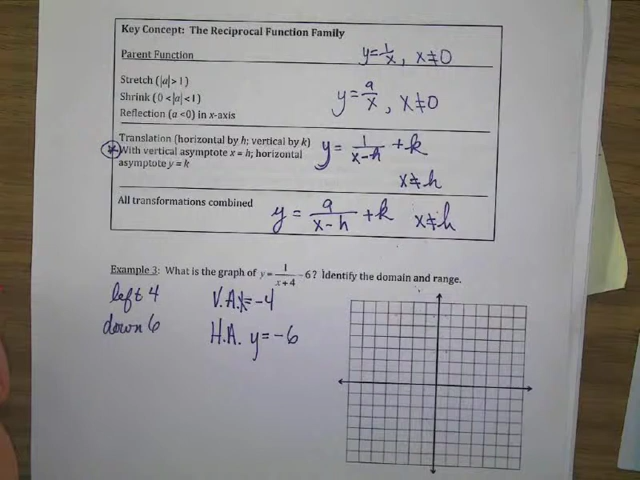 Key Concept: The Reciprocal Function Family
Parent Function y = 1/x , x ≠ 0
Stretch (|a| > 1)
Shrink (0 < |a| < 1)
Reflection (a < 0) in x-axis
y = a/x , x ≠ 0
Translation (horizontal by h; vertical by k)
With vertical asymptote x = h; horizontal
asymptote y = k
y = 1/(x-h) + k
x ≠ h
All transformations combined y = a/(x-h) + k x ≠ h
Example 3: What is the graph of y = 1/(x+4) - 6? Identify the domain and range.
left 4 V.A. x = -4
down 6 H.A. y = -6